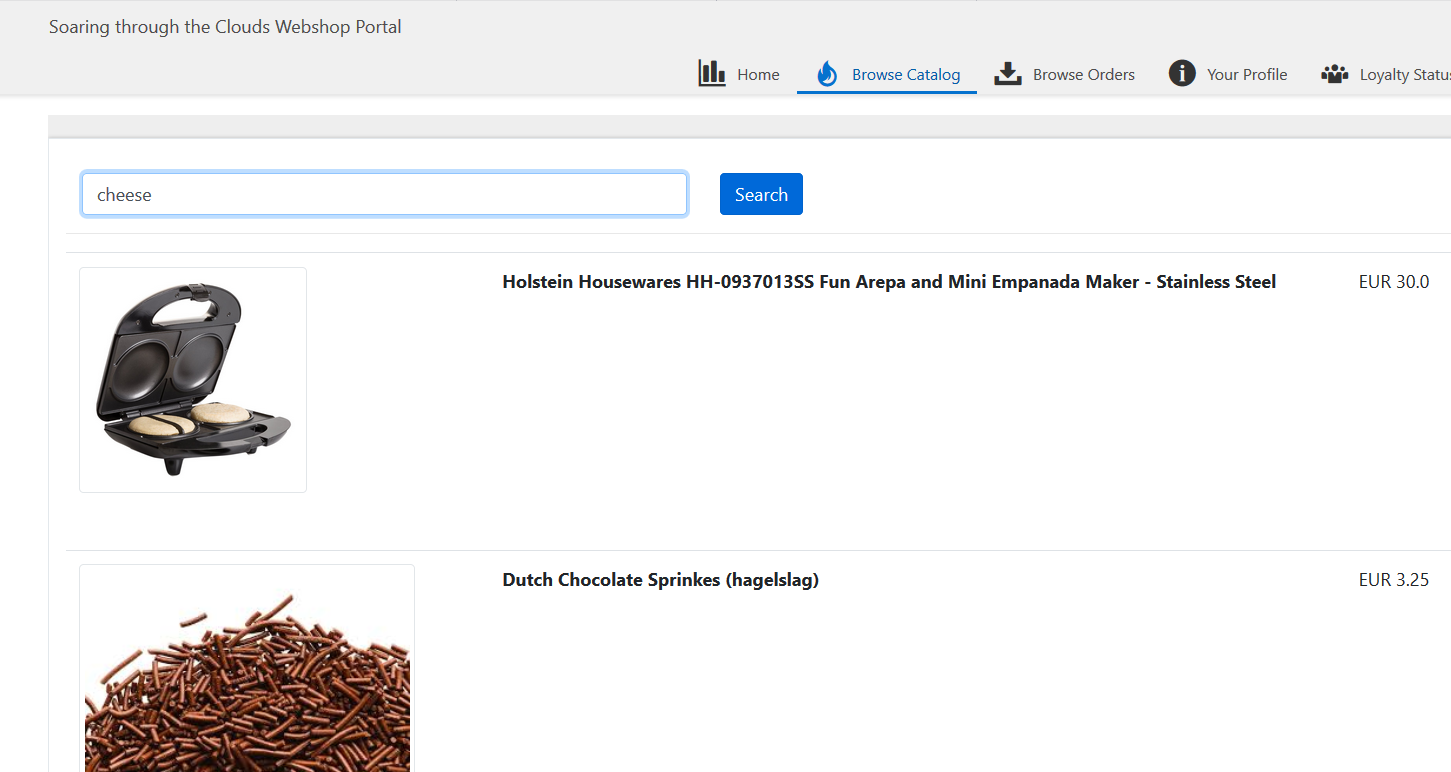 Soaring through the Clouds Webshop Portal
Home Browse Catalog Browse Orders Your Profile Loyalty Status
cheese Search
Holstein Housewares HH-0937013SS Fun Arepa and Mini Empanada Maker - Stainless Steel EUR 30.0
Dutch Chocolate Sprinkes (hagelslag) EUR 3.25